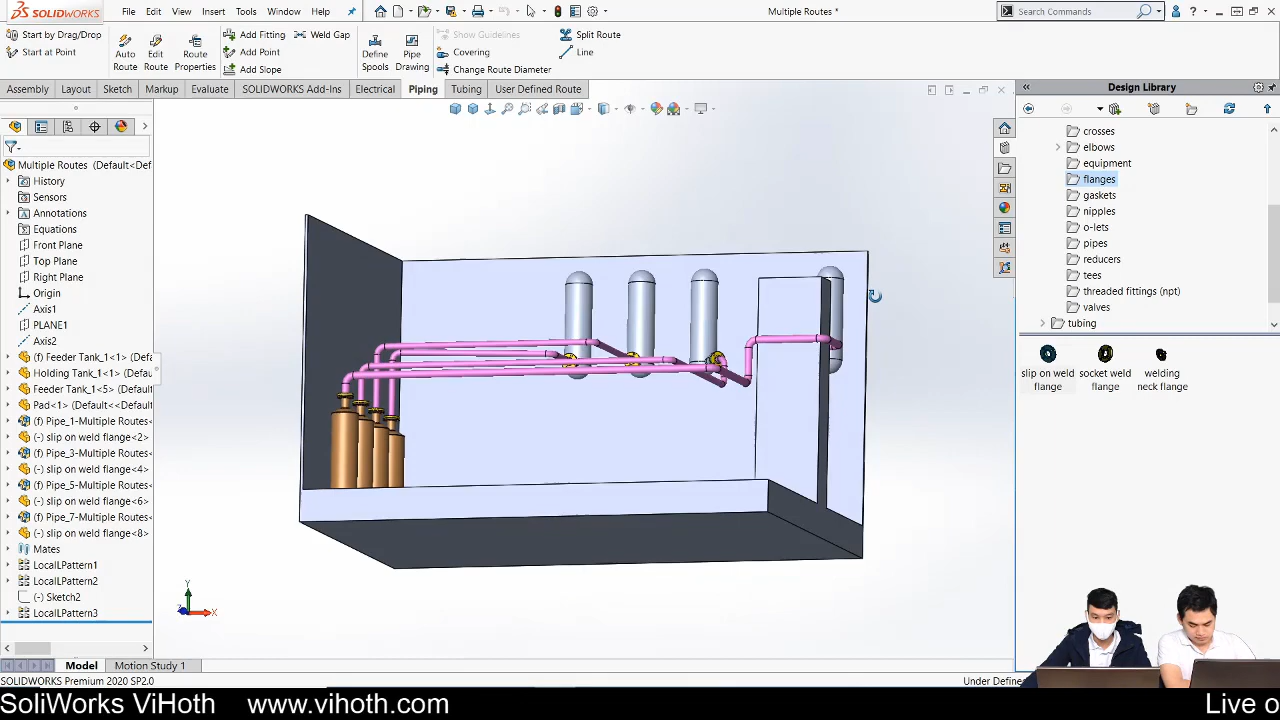 SOLIDWORKS
File
Edit
View
Insert
Tools
Window
Help
Multiple Routes *
Search Commands
Start by Drag/Drop
Start at Point
Auto Route
Edit Route
Route Properties
Add Fitting
Add Point
Add Slope
Weld Gap
Define Spools
Pipe Drawing
Show Guidelines
Covering
Change Route Diameter
Split Route
Line
Assembly
Layout
Sketch
Markup
Evaluate
SOLIDWORKS Add-Ins
Electrical
Piping
Tubing
User Defined Route
Multiple Routes (Default<Def
History
Sensors
Annotations
Equations
Front Plane
Top Plane
Right Plane
Origin
Axis1
PLANE1
Axis2
(f) Feeder Tank_1<1> (Defa
Holding Tank_1<1> (Default
Feeder Tank_1<5> (Default
Pad<1> (Default<<Default>
(f) Pipe_1-Multiple Routes<
(-) slip on weld flange<2>
(f) Pipe_3-Multiple Routes<
(-) slip on weld flange<4>
(f) Pipe_5-Multiple Routes<
(-) slip on weld flange<6>
(f) Pipe_7-Multiple Routes<
(-) slip on weld flange<8>
Mates
LocalLPattern1
LocalLPattern2
(-) Sketch2
LocalLPattern3
Y
X
Z
Design Library
crosses
elbows
equipment
flanges
gaskets
nipples
o-lets
pipes
reducers
tees
threaded fittings (npt)
valves
tubing
slip on weld flange
socket weld flange
welding neck flange
Model
Motion Study 1
SOLIDWORKS Premium 2020 SP2.0
Under Define
SoliWorks ViHoth www.vihoth.com
Live o